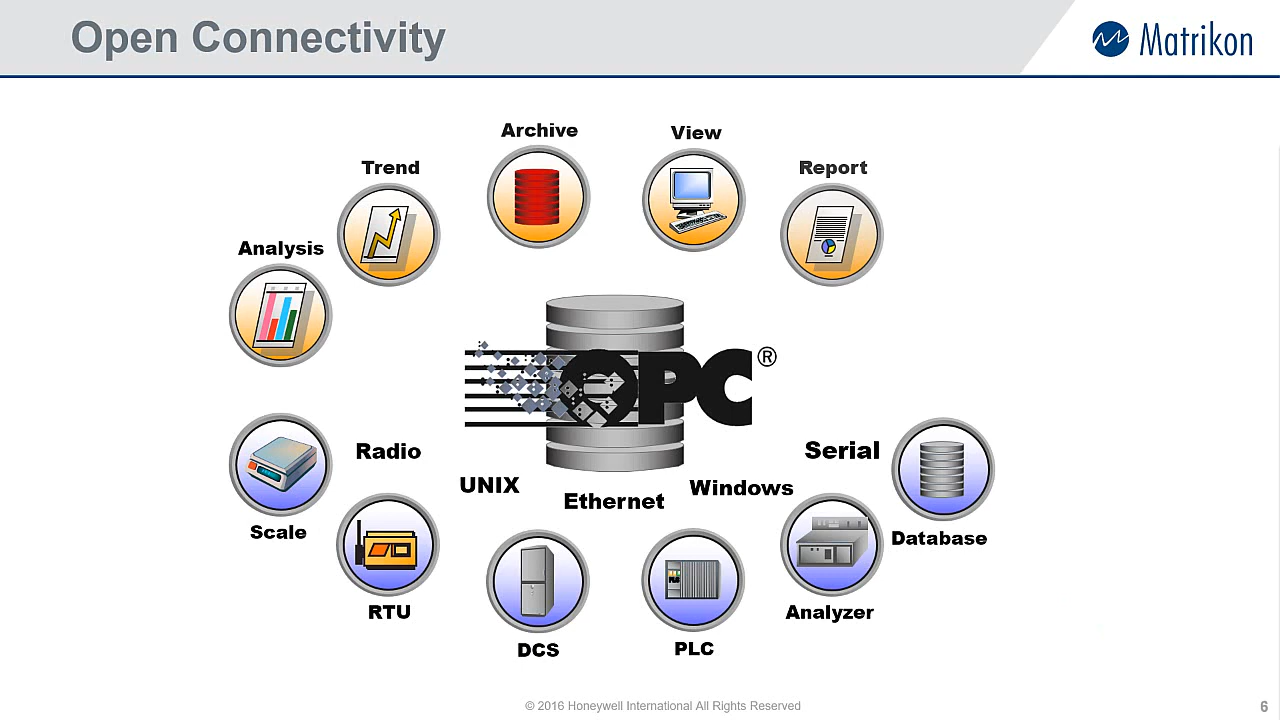 Open Connectivity
Matrikon
Archive
View
Trend
Report
Analysis
OPC®
Radio
Serial
UNIX
Ethernet
Windows
Scale
Database
RTU
Analyzer
DCS
PLC
© 2016 Honeywell International All Rights Reserved
6